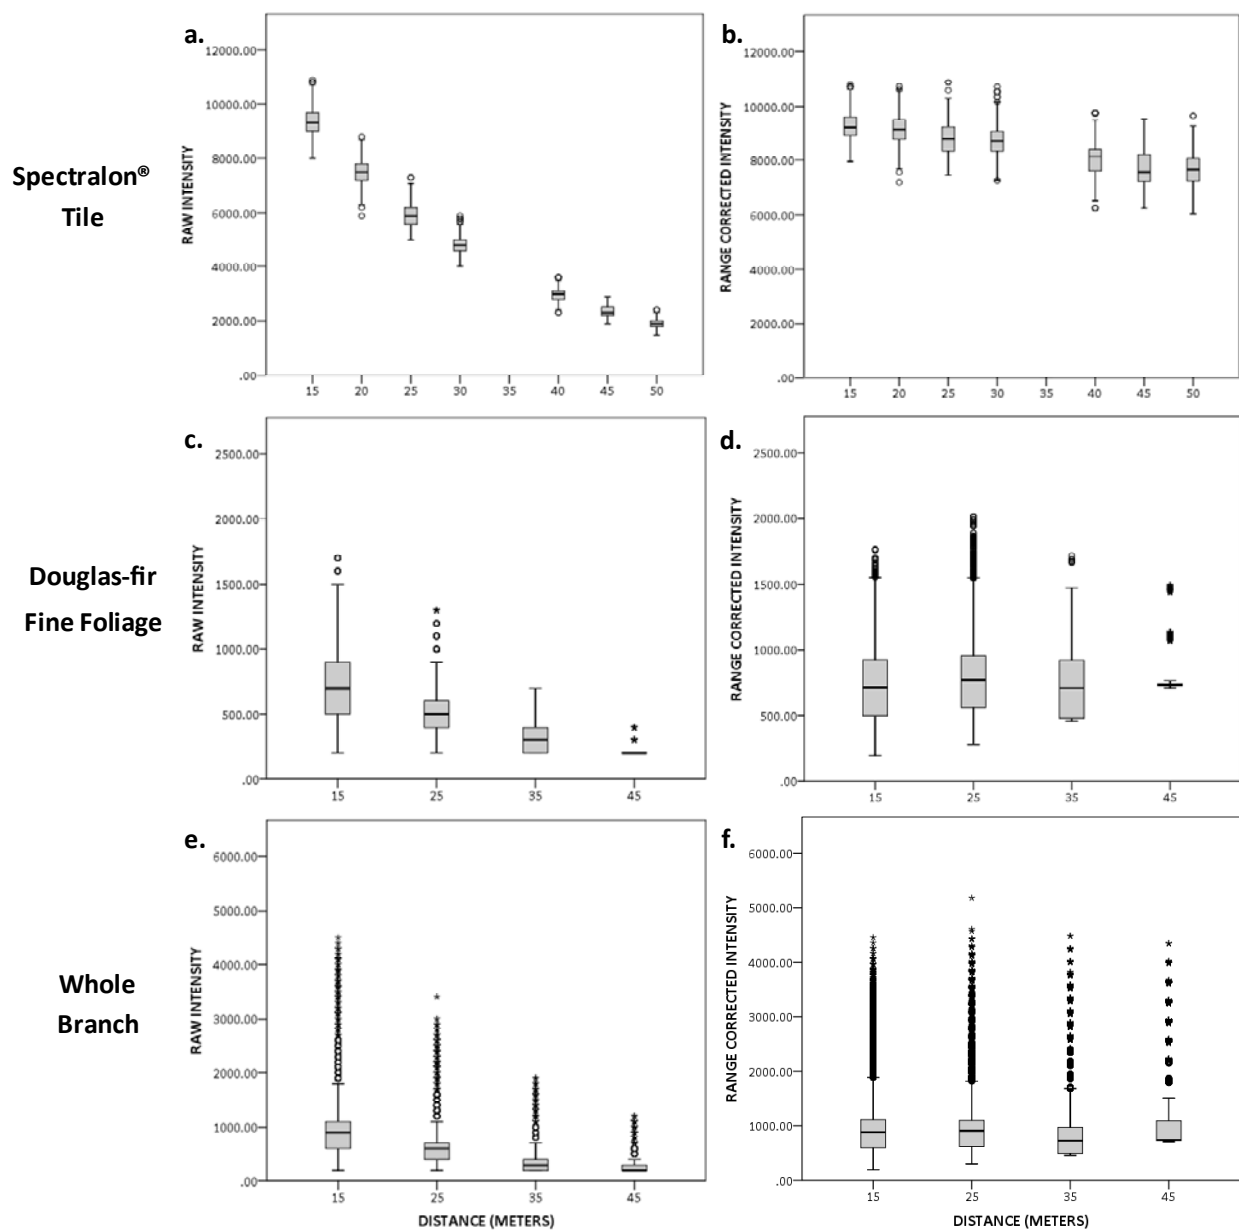 a.
12000.00
10000.00
8000.00
6000.00
4000.00
2000.00
.00
RAW INTENSITY
15 20 25 30 35 40 45 50
b.
12000.00
10000.00
8000.00
6000.00
4000.00
2000.00
.00
RANGE CORRECTED INTENSITY
15 20 25 30 35 40 45 50
Spectralon®
Tile
c.
2500.00
2000.00
1500.00
1000.00
500.00
.00
RAW INTENSITY
15 25 35 45
d.
2500.00
2000.00
1500.00
1000.00
500.00
.00
RANGE CORRECTED INTENSITY
15 25 35 45
Douglas-fir
Fine Foliage
e.
6000.00
5000.00
4000.00
3000.00
2000.00
1000.00
.00
RAW INTENSITY
15 25 35 45
DISTANCE (METERS)
f.
6000.00
5000.00
4000.00
3000.00
2000.00
1000.00
.00
RANGE CORRECTED INTENSITY
15 25 35 45
DISTANCE (METERS)
Whole
Branch